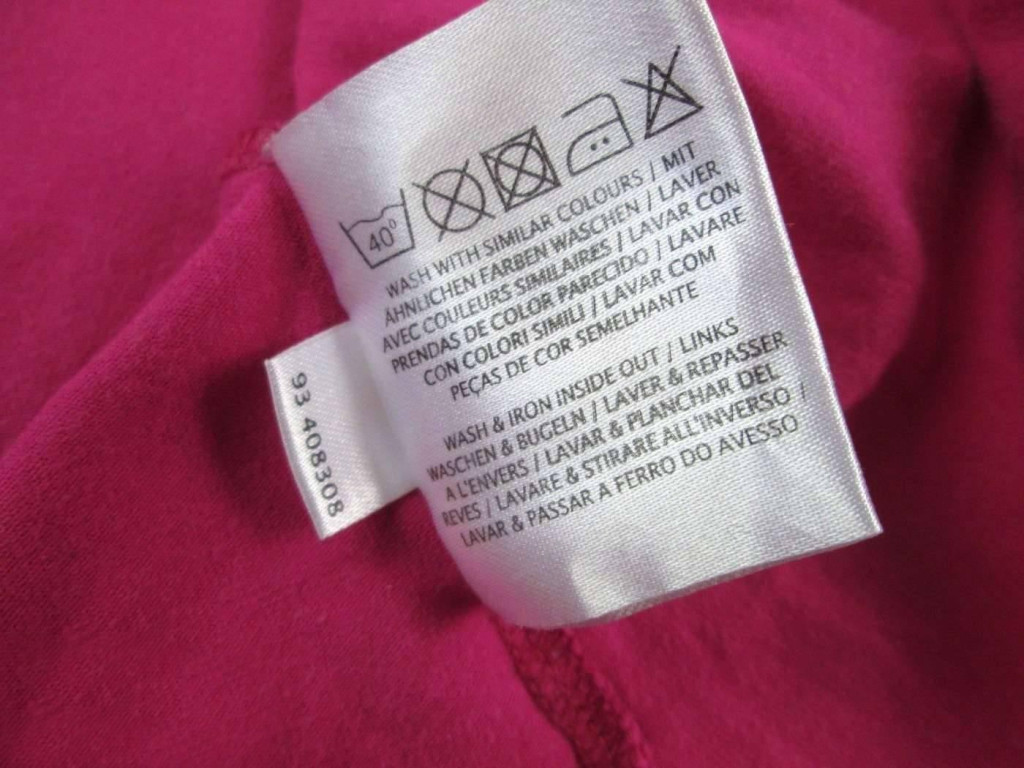 40⁰
WASH WITH SIMILAR COLOURS / MIT
ÄHNLICHEN FARBEN WASCHEN / LAVER
AVEC COULEURS SIMILAIRES / LAVAR CON
PRENDAS DE COLOR PARECIDO / LAVARE
CON COLORI SIMILI / LAVAR COM
PEÇAS DE COR SEMELHANTE
WASH & IRON INSIDE OUT / LINKS
WASCHEN & BÜGELN / LAVER & REPASSER
A L'ENVERS / LAVAR & PLANCHAR DEL
REVES / LAVARE & STIRARE ALL'INVERSO /
LAVAR & PASSAR A FERRO DO AVESSO
93 408308